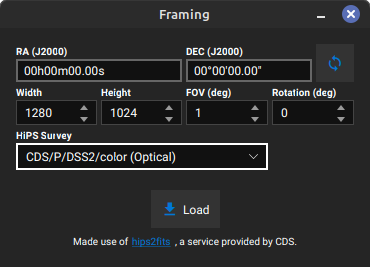 Framing
RA (J2000) DEC (J2000)
00h00m00.00s 00°00'00.00"
Width Height FOV (deg) Rotation (deg)
1280 1024 1 0
HiPS Survey
CDS/P/DSS2/color (Optical)
Load
Made use of hips2fits , a service provided by CDS.